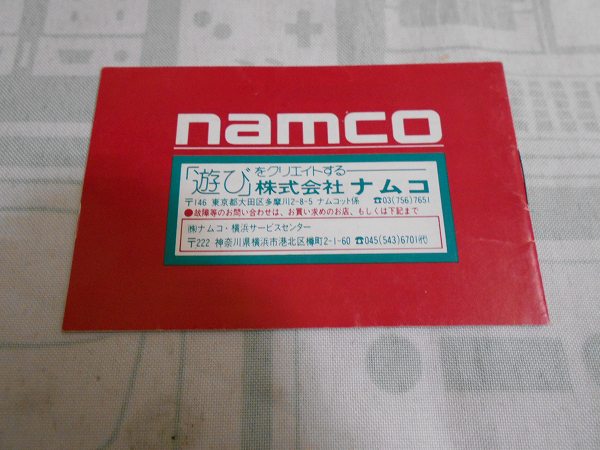 namco
「遊び」をクリエイトする——
株式会社 ナムコ
〒146 東京都大田区多摩川2-8-5 ナムコット係 ☎03(756)7651
●故障等のお問い合わせは、お買い求めのお店、もしくは下記まで
㈱ナムコ・横浜サービスセンター
〒222 神奈川県横浜市港北区樽町2-1-60 ☎045(543)6701㈹